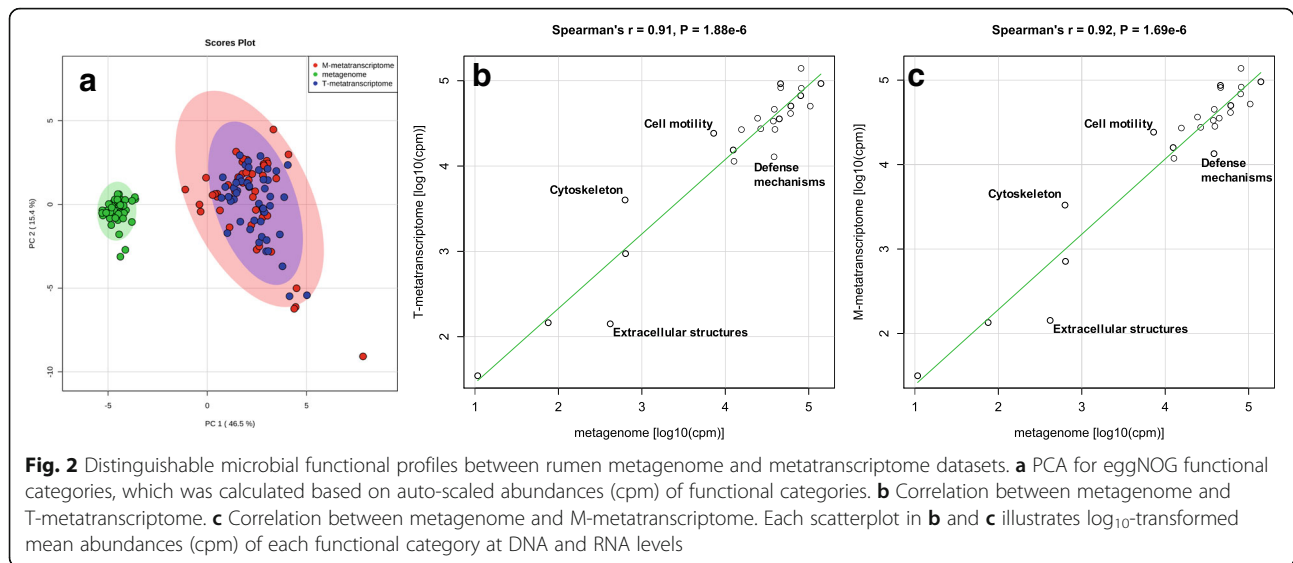 Scores Plot
a
M-metatranscriptome
metagenome
T-metatranscriptome
5
0
-5
-10
PC 2 ( 15.4 %)
-5
0
5
PC 1 ( 46.5 %)
Spearman's r = 0.91, P = 1.88e-6
b
5
4
3
2
T-metatranscriptome [log10(cpm)]
Cell motility
Defense
mechanisms
Cytoskeleton
Extracellular structures
1
2
3
4
5
metagenome [log10(cpm)]
Spearman's r = 0.92, P = 1.69e-6
c
5
4
3
2
M-metatranscriptome [log10(cpm)]
Cell motility
Defense
mechanisms
Cytoskeleton
Extracellular structures
1
2
3
4
5
metagenome [log10(cpm)]
Fig. 2 Distinguishable microbial functional profiles between rumen metagenome and metatranscriptome datasets. a PCA for eggNOG functional
categories, which was calculated based on auto-scaled abundances (cpm) of functional categories. b Correlation between metagenome and
T-metatranscriptome. c Correlation between metagenome and M-metatranscriptome. Each scatterplot in b and c illustrates log10-transformed
mean abundances (cpm) of each functional category at DNA and RNA levels